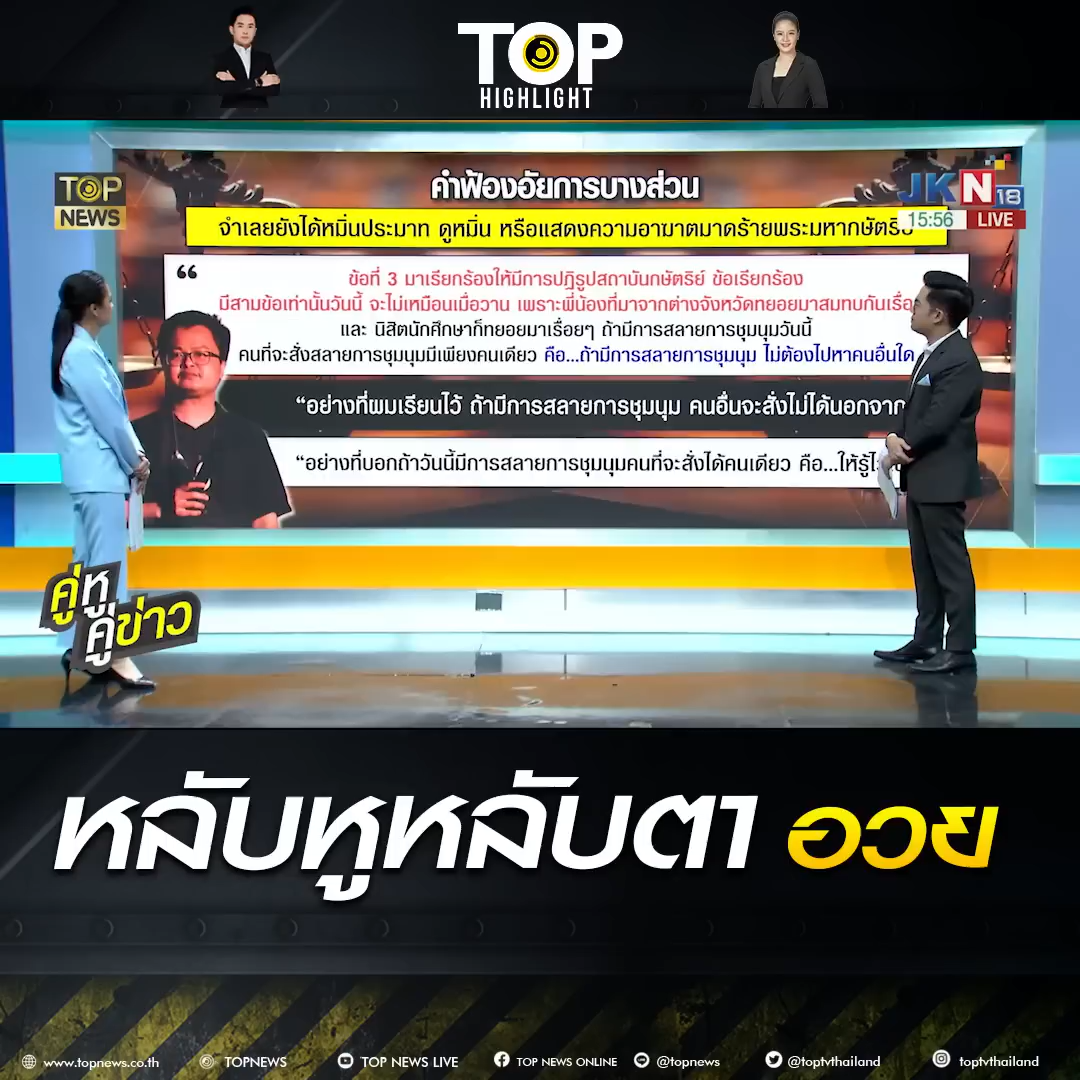 TOP
HIGHLIGHT
TOP
NEWS
JKN18
15:56 LIVE
คำฟ้องอัยการบางส่วน
จำเลยยังได้หมิ่นประมาท ดูหมิ่น หรือแสดงความอาฆาตมาดร้ายพระมหากษัตริย์
“ ข้อที่ 3 มาเรียกร้องให้มีการปฏิรูปสถาบันกษัตริย์ ข้อเรียกร้อง
มีสามข้อเท่านั้นวันนี้ จะไม่เหมือนเมื่อวาน เพราะพี่น้องที่มาจากต่างจังหวัดทยอยมาสมทบกันเรื่อ
และ นิสิตนักศึกษาก็ทยอยมาเรื่อยๆ ถ้ามีการสลายการชุมนุมวันนี้
คนที่จะสั่งสลายการชุมนุมมีเพียงคนเดียว คือ...ถ้ามีการสลายการชุมนุม ไม่ต้องไปหาคนอื่นใด
“อย่างที่ผมเรียนไว้ ถ้ามีการสลายการชุมนุม คนอื่นจะสั่งไม่ได้นอกจาก
“อย่างที่บอกถ้าวันนี้มีการสลายการชุมนุมคนที่จะสั่งได้คนเดียว คือ...ให้รู้ไว้
คู่หู
คู่ข่าว
หลับหูหลับตา อวย
www.topnews.co.th TOPNEWS TOP NEWS LIVE TOP NEWS ONLINE @topnews @toptvthailand toptvthailand